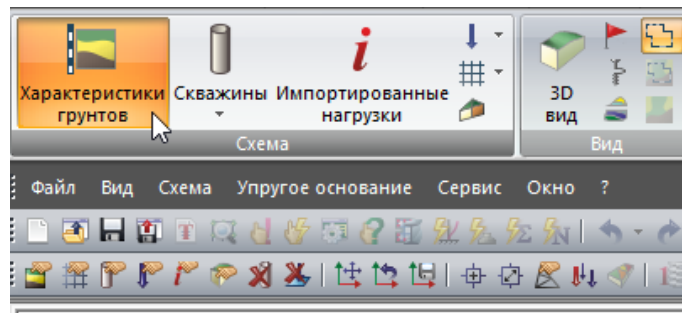 Характеристики грунтов
Скважины
Импортированные нагрузки
3D вид
Схема
Вид
Файл Вид Схема Упругое основание Сервис Окно ?